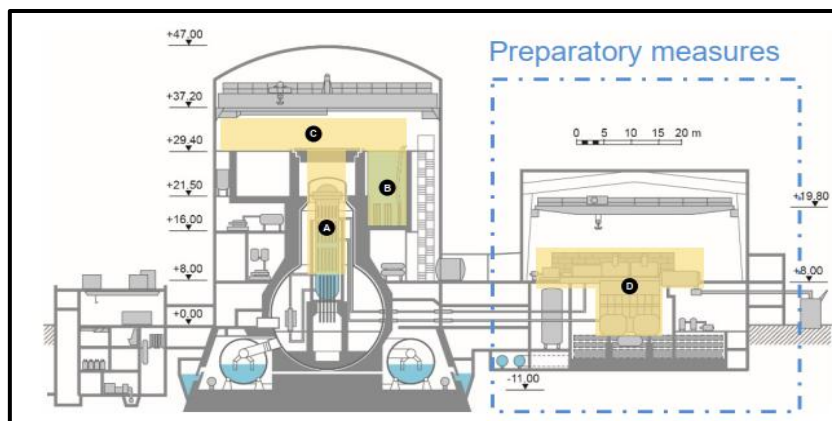 +47,00
Preparatory measures
+37,20
C
0 5 10 15 20 m
+29,40
B
+21,50
+19,80
A
+16,00
+8,00
+8,00
D
+0,00
-11,00